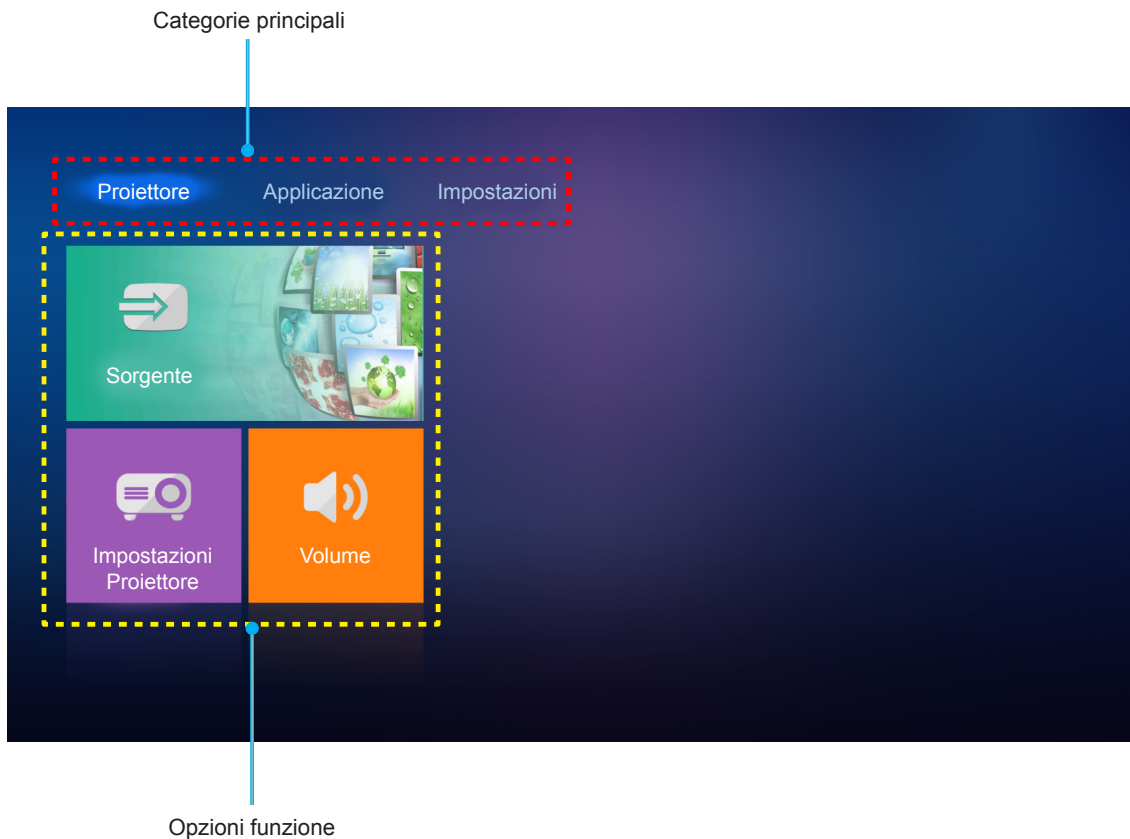 Categorie principali
Proiettore Applicazione Impostazioni
Sorgente
Impostazioni
Proiettore
Volume
Opzioni funzione